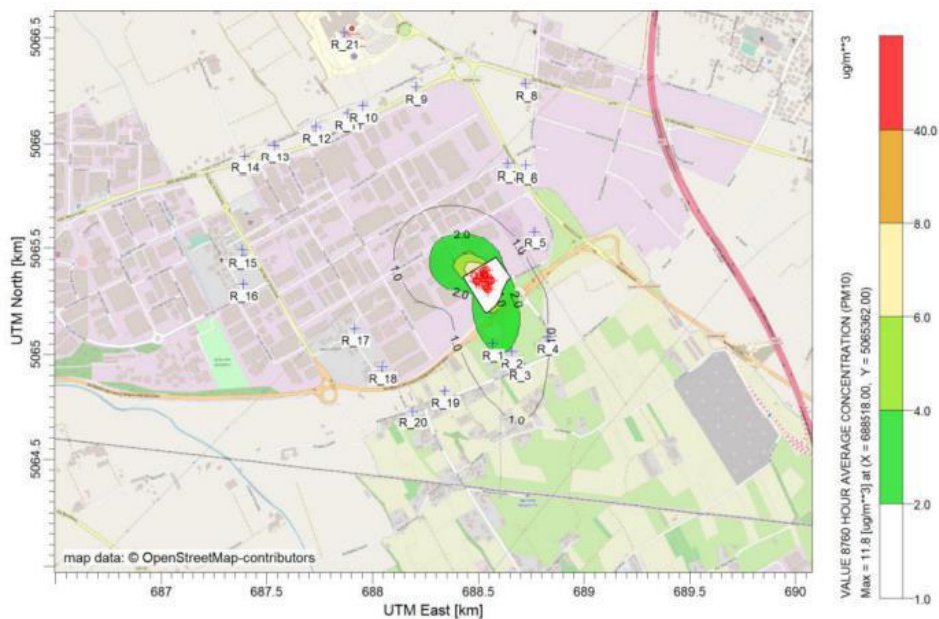 5066.5
5066
5065.5
5065
5064.5
UTM North [km]
R_21
R_9
R_8
R_10
R_12
R_13
R_14
R_6
R_5
R_15
R_16
2.0
1.0
1.0
1.0
2.0
2.0
1.0
1.0
R_17
R_18
R_1
R_2
R_3
R_4
R_19
R_20
map data: © OpenStreetMap-contributors
687
687.5
688
688.5
689
689.5
690
UTM East [km]
ug/m**3
40.0
8.0
6.0
4.0
2.0
1.0
VALUE 8760 HOUR AVERAGE CONCENTRATION (PM10)
Max = 11.8 [ug/m**3] at (X = 688518.00, Y = 5065362.00)